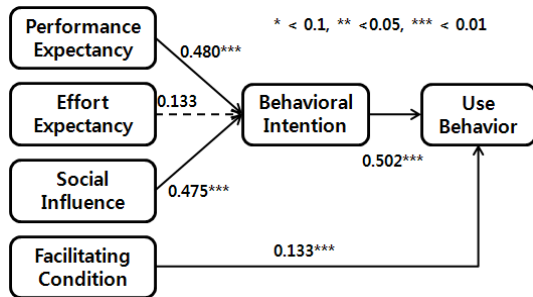 Performance
Expectancy
* < 0.1, ** <0.05, *** < 0.01
0.480***
Effort
Expectancy
0.133
Behavioral
Intention
Use
Behavior
0.502***
Social
Influence
0.475***
Facilitating
Condition
0.133***